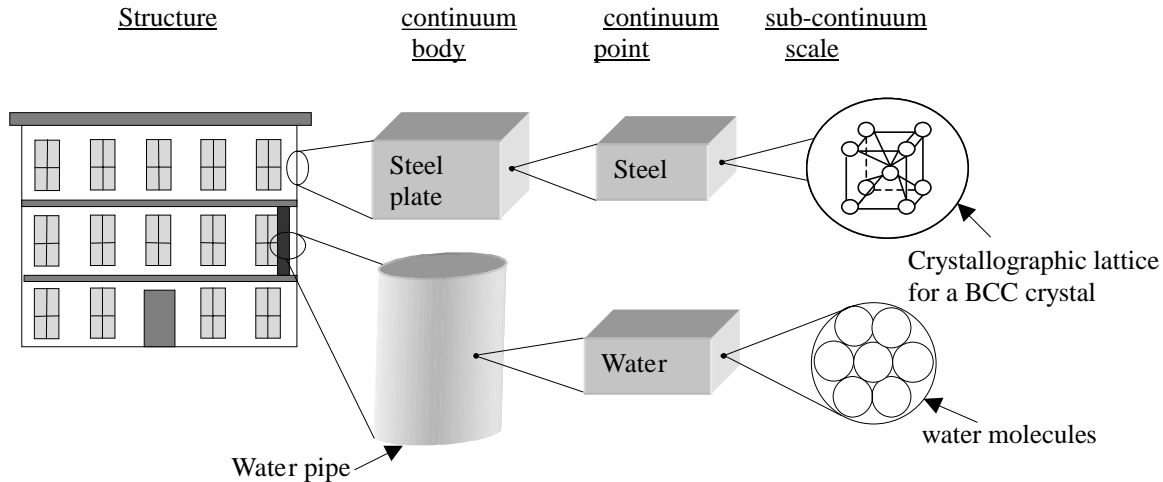 Structure
continuum
body
continuum
point
sub-continuum
scale
Steel
plate
Steel
Crystallographic lattice
for a BCC crystal
Water
water molecules
Water pipe